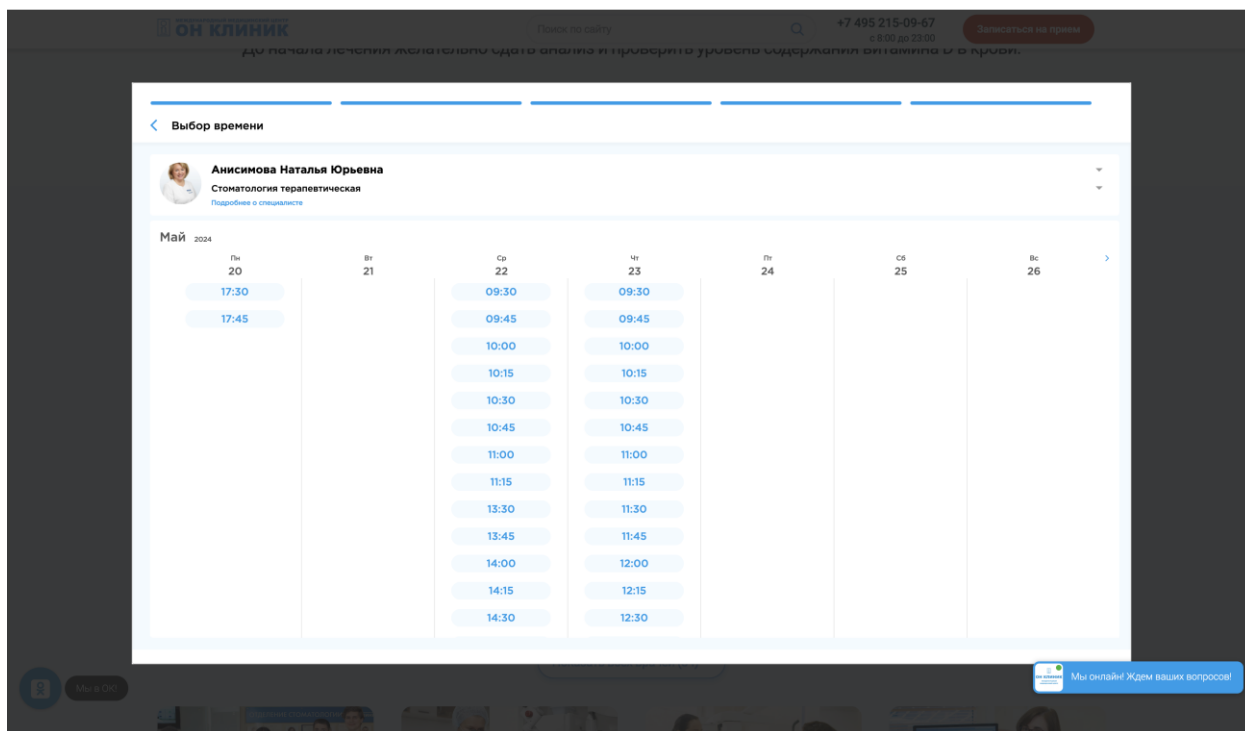 ОН КЛИНИК
Поиск по сайту
+7 495 215-09-67
с 8:00 до 23:00
Записаться на прием
До начала лечения желательно сдать анализ и проверить уровень содержания витамина D в крови.
Выбор времени
Анисимова Наталья Юрьевна
Стоматология терапевтическая
Подробнее о специалисте
Май 2024
Пн Вт Ср Чт Пт Сб Вс
20 21 22 23 24 25 26
17:30 09:30 09:30
17:45 09:45 09:45
10:00 10:00
10:15 10:15
10:30 10:30
10:45 10:45
11:00 11:00
11:15 11:15
13:30 11:30
13:45 11:45
14:00 12:00
14:15 12:15
14:30 12:30
Мы в ОК!
ОН КЛИНИК
Мы онлайн! Ждем ваших вопросов!